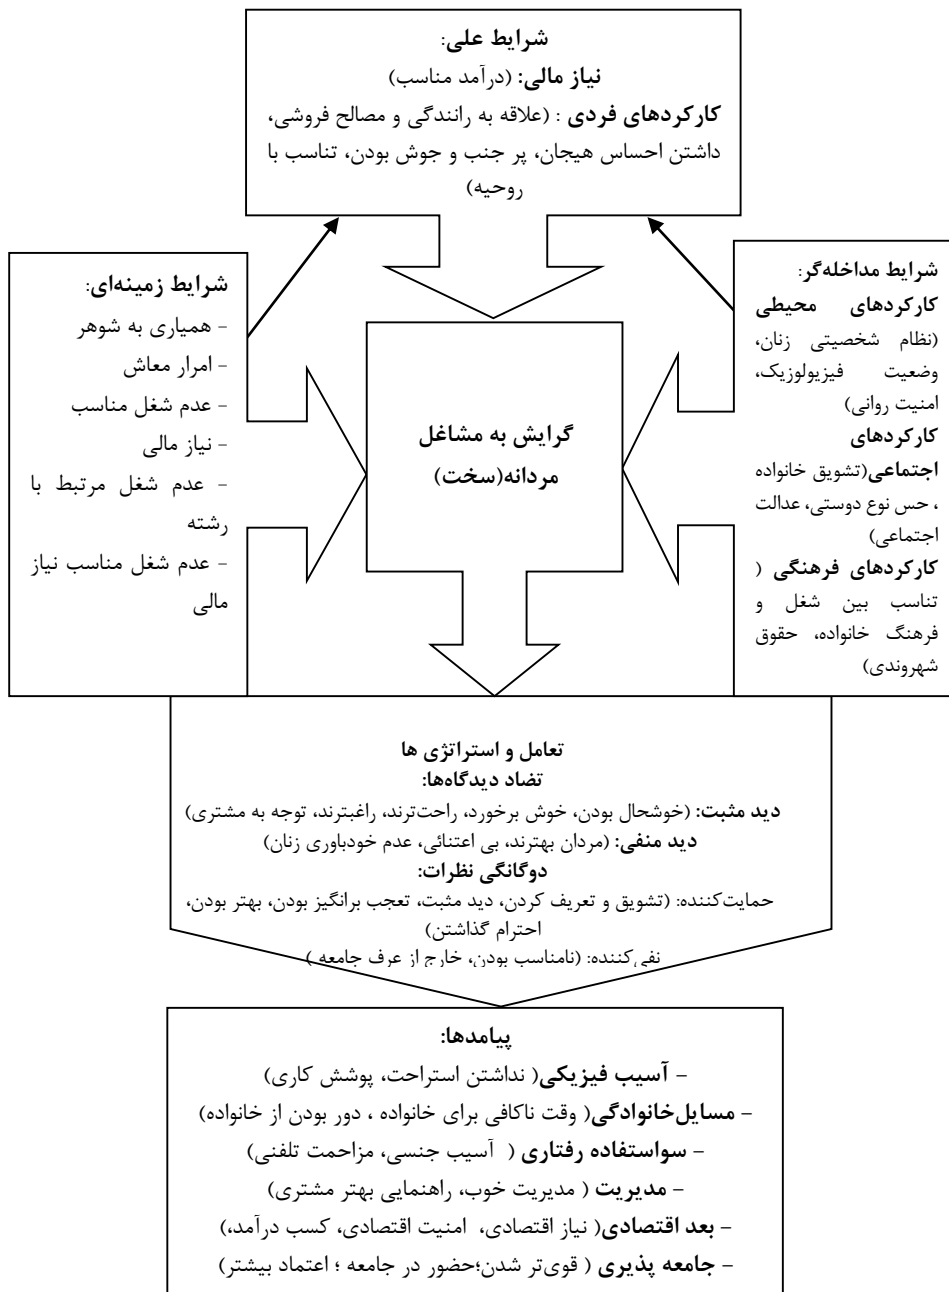 شرایط علی:
نیاز مالی: (درآمد مناسب)
کارکردهای فردی : (علاقه به رانندگی و مصالح فروشی،
داشتن احساس هیجان، پر جنب و جوش بودن، تناسب با
روحیه)
شرایط مداخله‌گر:
کارکردهای محیطی
(نظام شخصیتی زنان،
وضعیت فیزیولوزیک،
امنیت روانی)
کارکردهای
اجتماعی(تشویق خانواده
، حس نوع دوستی، عدالت
اجتماعی)
کارکردهای فرهنگی (
تناسب بین شغل و
فرهنگ خانواده، حقوق
شهروندی)
گرایش به مشاغل
مردانه(سخت)
شرایط زمینه‌ای:
- همیاری به شوهر
- امرار معاش
- عدم شغل مناسب
- نیاز مالی
- عدم شغل مرتبط با
رشته
- عدم شغل مناسب نیاز
مالی
تعامل و استراتژی ها
تضاد دیدگاه‌ها:
دید مثبت: (خوشحال بودن، خوش برخورد، راحت‌ترند، راغبترند، توجه به مشتری)
دید منفی: (مردان بهترند، بی اعتنائی، عدم خودباوری زنان)
دوگانگی نظرات:
حمایت‌کننده: (تشویق و تعریف کردن، دید مثبت، تعجب برانگیز بودن، بهتر بودن،
احترام گذاشتن)
نفی‌کننده: (نامناسب بودن، خارج از عرف جامعه )
پیامدها:
- آسیب فیزیکی( نداشتن استراحت، پوشش کاری)
- مسایل‌خانوادگی( وقت ناکافی برای خانواده ، دور بودن از خانواده)
- سواستفاده رفتاری ( آسیب جنسی، مزاحمت تلفنی)
- مدیریت ( مدیریت خوب، راهنمایی بهتر مشتری)
- بعد اقتصادی( نیاز اقتصادی، امنیت اقتصادی، کسب درآمد،)
- جامعه پذیری ( قوی‌تر شدن؛حضور در جامعه ؛ اعتماد بیشتر)